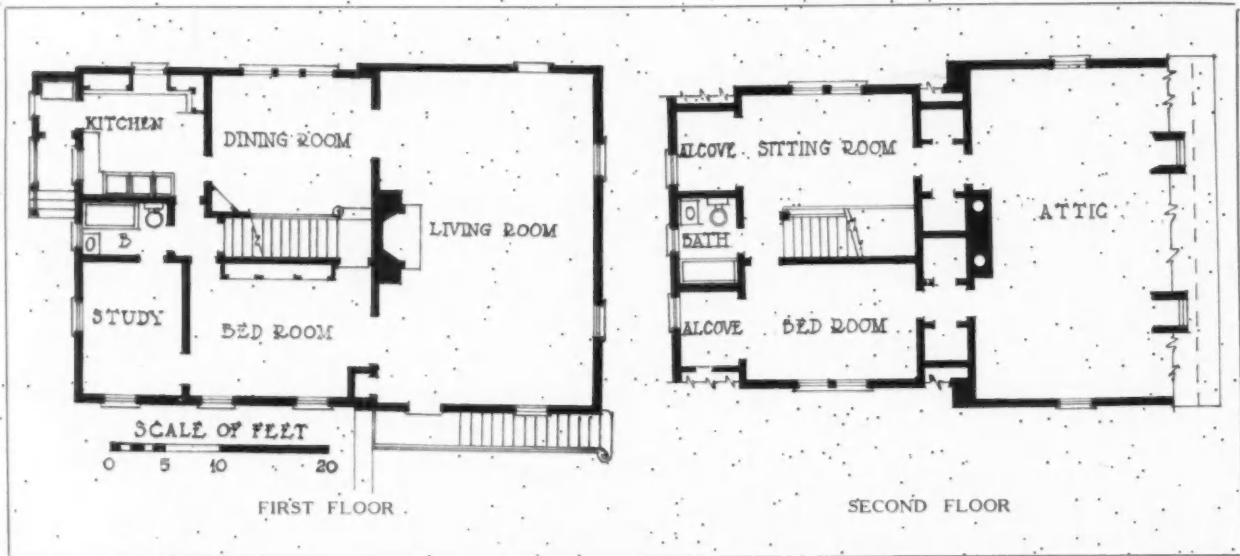 KITCHEN
DINING ROOM
LIVING ROOM
B
STUDY
BED ROOM
SCALE OF FEET
0 5 10 20
FIRST FLOOR
ALCOVE
SITTING ROOM
BATH
ATTIC
ALCOVE
BED ROOM
SECOND FLOOR